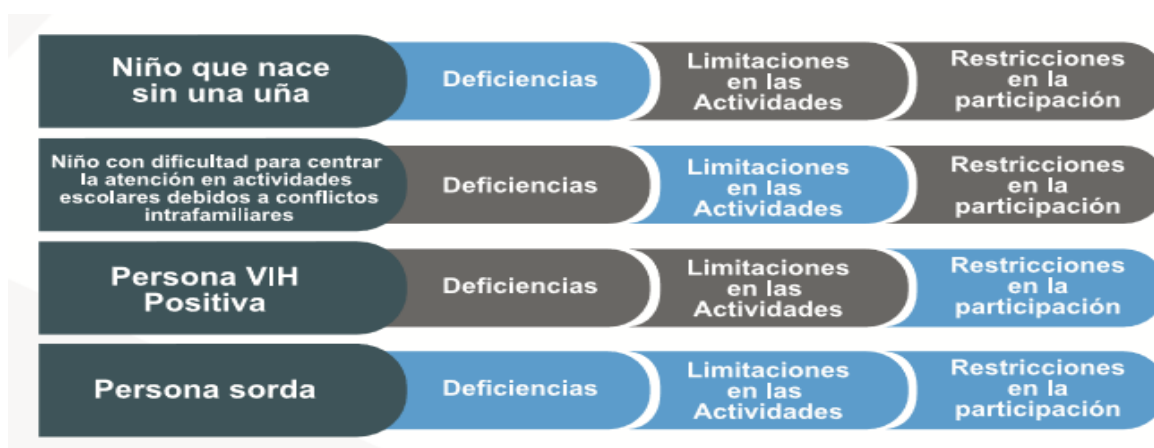 Niño que nace
sin una uña
Deficiencias
Limitaciones
en las
Actividades
Restricciones
en la
participación
Niño con dificultad para centrar
la atención en actividades
escolares debidos a conflictos
intrafamiliares
Deficiencias
Limitaciones
en las
Actividades
Restricciones
en la
participación
Persona VIH
Positiva
Deficiencias
Limitaciones
en las
Actividades
Restricciones
en la
participación
Persona sorda
Deficiencias
Limitaciones
en las
Actividades
Restricciones
en la
participación